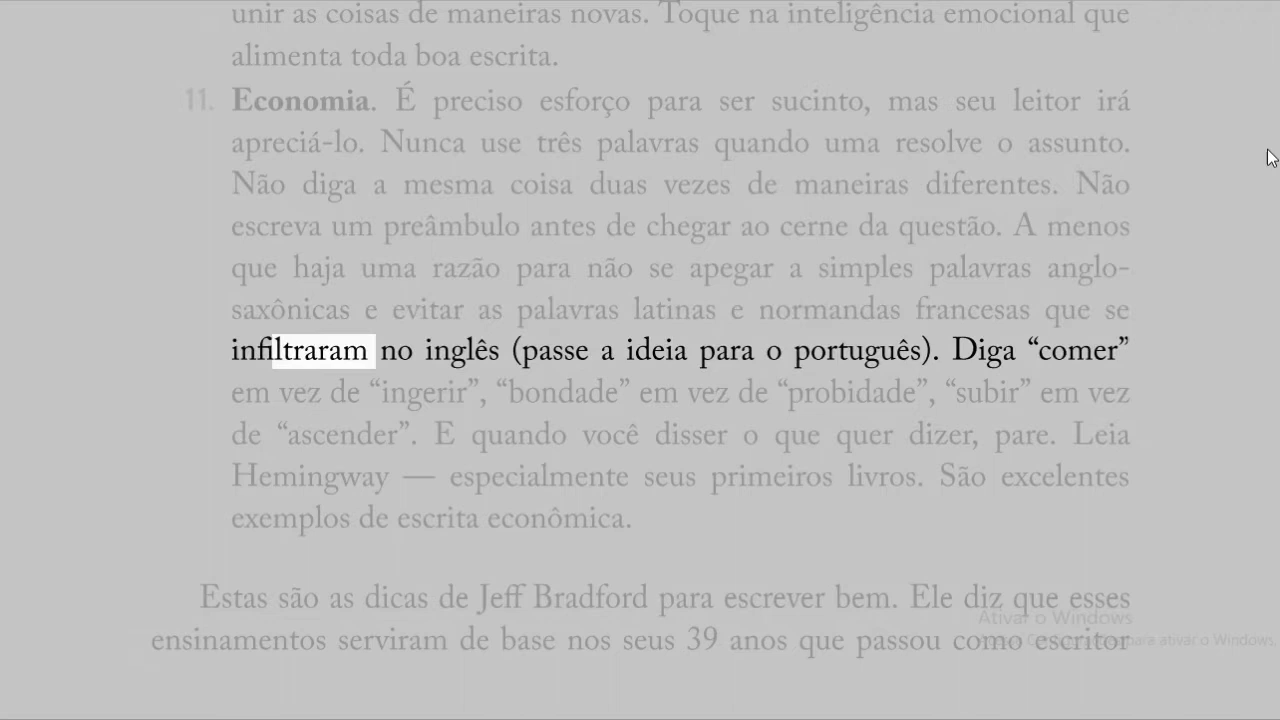 unir as coisas de maneiras novas. Toque na inteligência emocional que
alimenta toda boa escrita.
11. Economia. É preciso esforço para ser sucinto, mas seu leitor irá
apreciá-lo. Nunca use três palavras quando uma resolve o assunto.
Não diga a mesma coisa duas vezes de maneiras diferentes. Não
escreva um preâmbulo antes de chegar ao cerne da questão. A menos
que haja uma razão para não se apegar a simples palavras anglo-
saxônicas e evitar as palavras latinas e normandas francesas que se
infiltraram no inglês (passe a ideia para o português). Diga “comer”
em vez de “ingerir”, “bondade” em vez de “probidade”, “subir” em vez
de “ascender”. E quando você disser o que quer dizer, pare. Leia
Hemingway — especialmente seus primeiros livros. São excelentes
exemplos de escrita econômica.
Estas são as dicas de Jeff Bradford para escrever bem. Ele diz que esses
ensinamentos serviram de base nos seus 39 anos que passou como escritor
Ativar o Windows
para ativar o Windows.